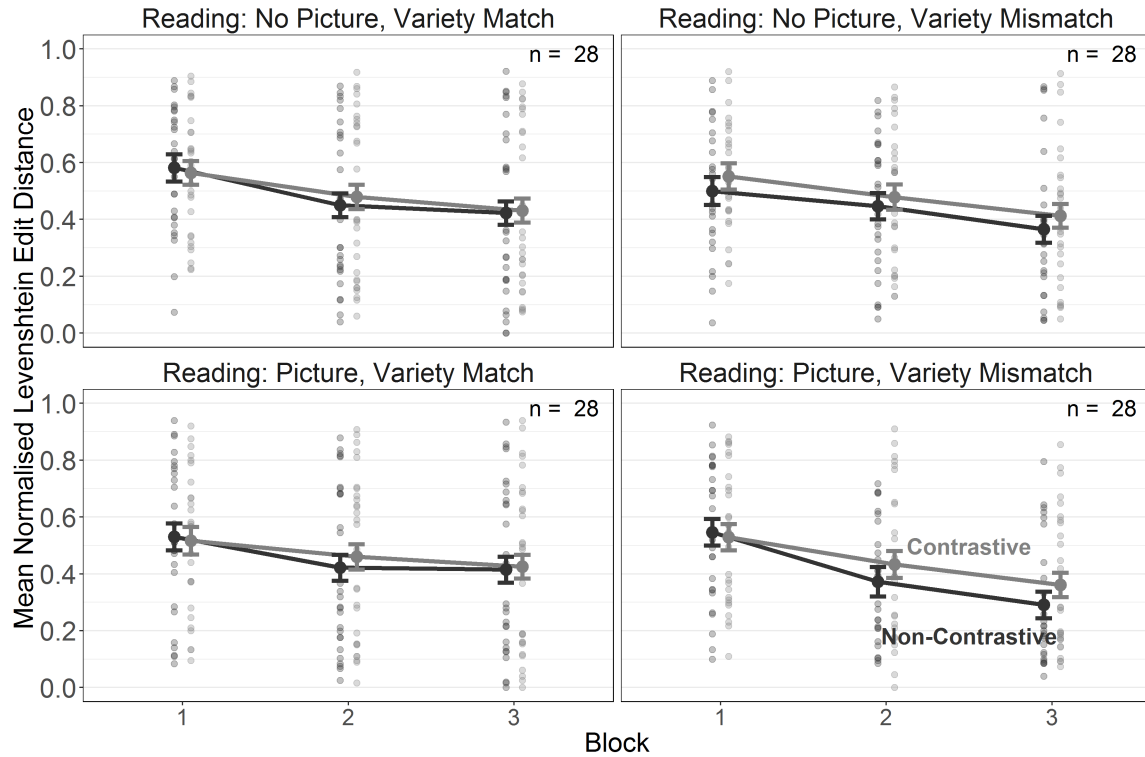 Reading: No Picture, Variety Match
Reading: No Picture, Variety Mismatch
n =  28
n =  28
1.0
0.8
0.6
0.4
0.2
0.0
Mean Normalised Levenshtein Edit Distance
Reading: Picture, Variety Match
Reading: Picture, Variety Mismatch
n =  28
n =  28
1.0
0.8
0.6
0.4
0.2
0.0
Contrastive
Non-Contrastive
1 2 3
1 2 3
Block